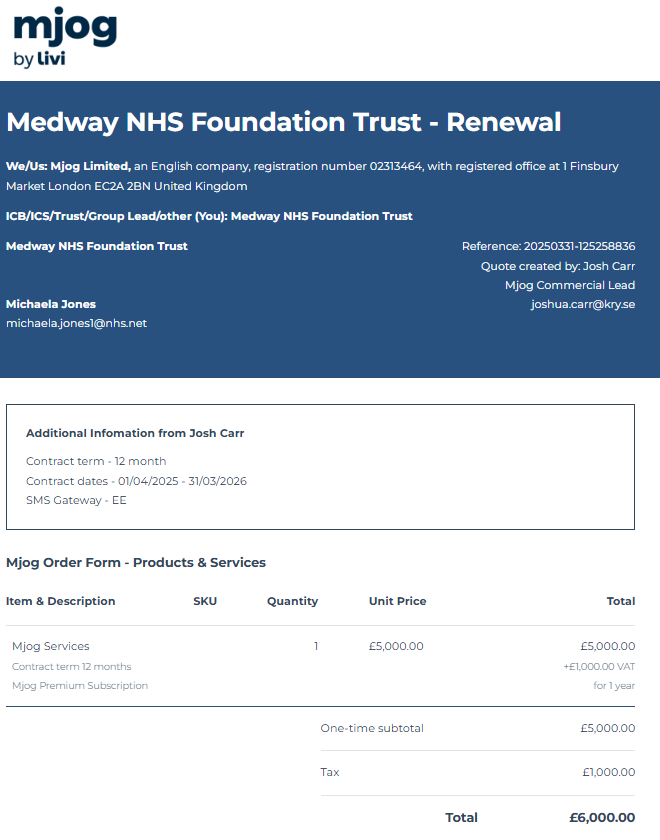 mjog
by livi
Medway NHS Foundation Trust - Renewal
We/Us: Mjog Limited, an English company, registration number 02313464, with registered office at 1 Finsbury
Market London EC2A 2BN United Kingdom
ICB/ICS/Trust/Group Lead/other (You): Medway NHS Foundation Trust
Medway NHS Foundation Trust
Reference: 20250331-125258836
Quote created by: Josh Carr
Mjog Commercial Lead
Michaela Jones
joshua.carr@kry.se
michaela.jones1@nhs.net
Additional Infomation from Josh Carr
Contract term - 12 month
Contract dates - 01/04/2025 - 31/03/2026
SMS Gateway - EE
Mjog Order Form - Products & Services
Item & Description SKU Quantity Unit Price Total
Mjog Services 1 £5,000.00 £5,000.00
Contract term 12 months +£1,000.00 VAT
Mjog Premium Subscription for 1 year
One-time subtotal £5,000.00
Tax £1,000.00
Total £6,000.00